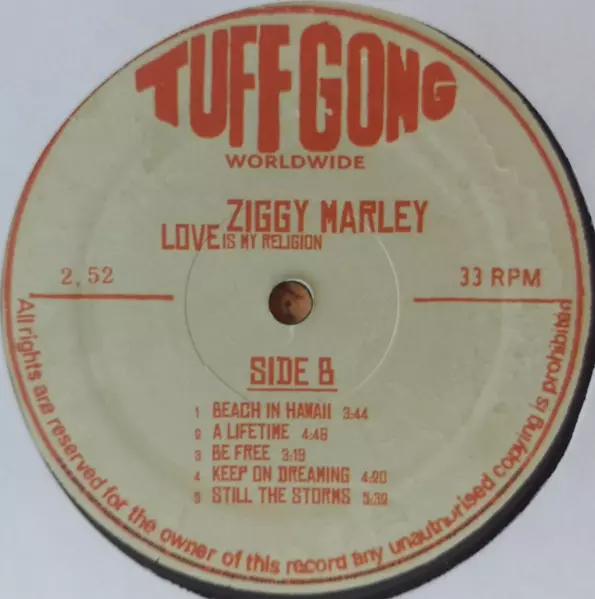 TUFF GONG
WORLDWIDE
ZIGGY MARLEY
LOVE IS MY RELIGION
2,52
33 RPM
SIDE B
1 BEACH IN HAWAII 3:44
2 A LIFETIME 4:48
3 BE FREE 3:19
4 KEEP ON DREAMING 4:20
5 STILL THE STORMS 5:39
All rights are reserved for the owner of this record any unauthurised copying is prohibiten